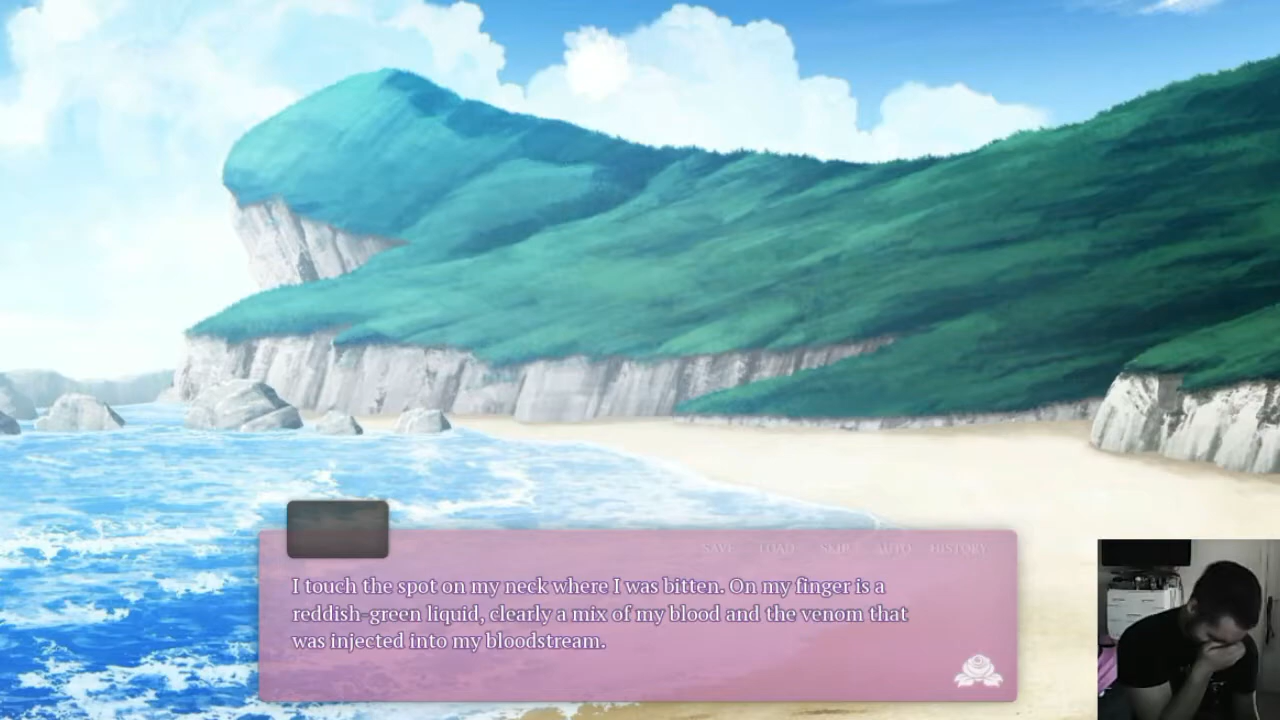 SAVE LOAD SKIP AUTO HISTORY
I touch the spot on my neck where I was bitten. On my finger is a
reddish-green liquid, clearly a mix of my blood and the venom that
was injected into my bloodstream.